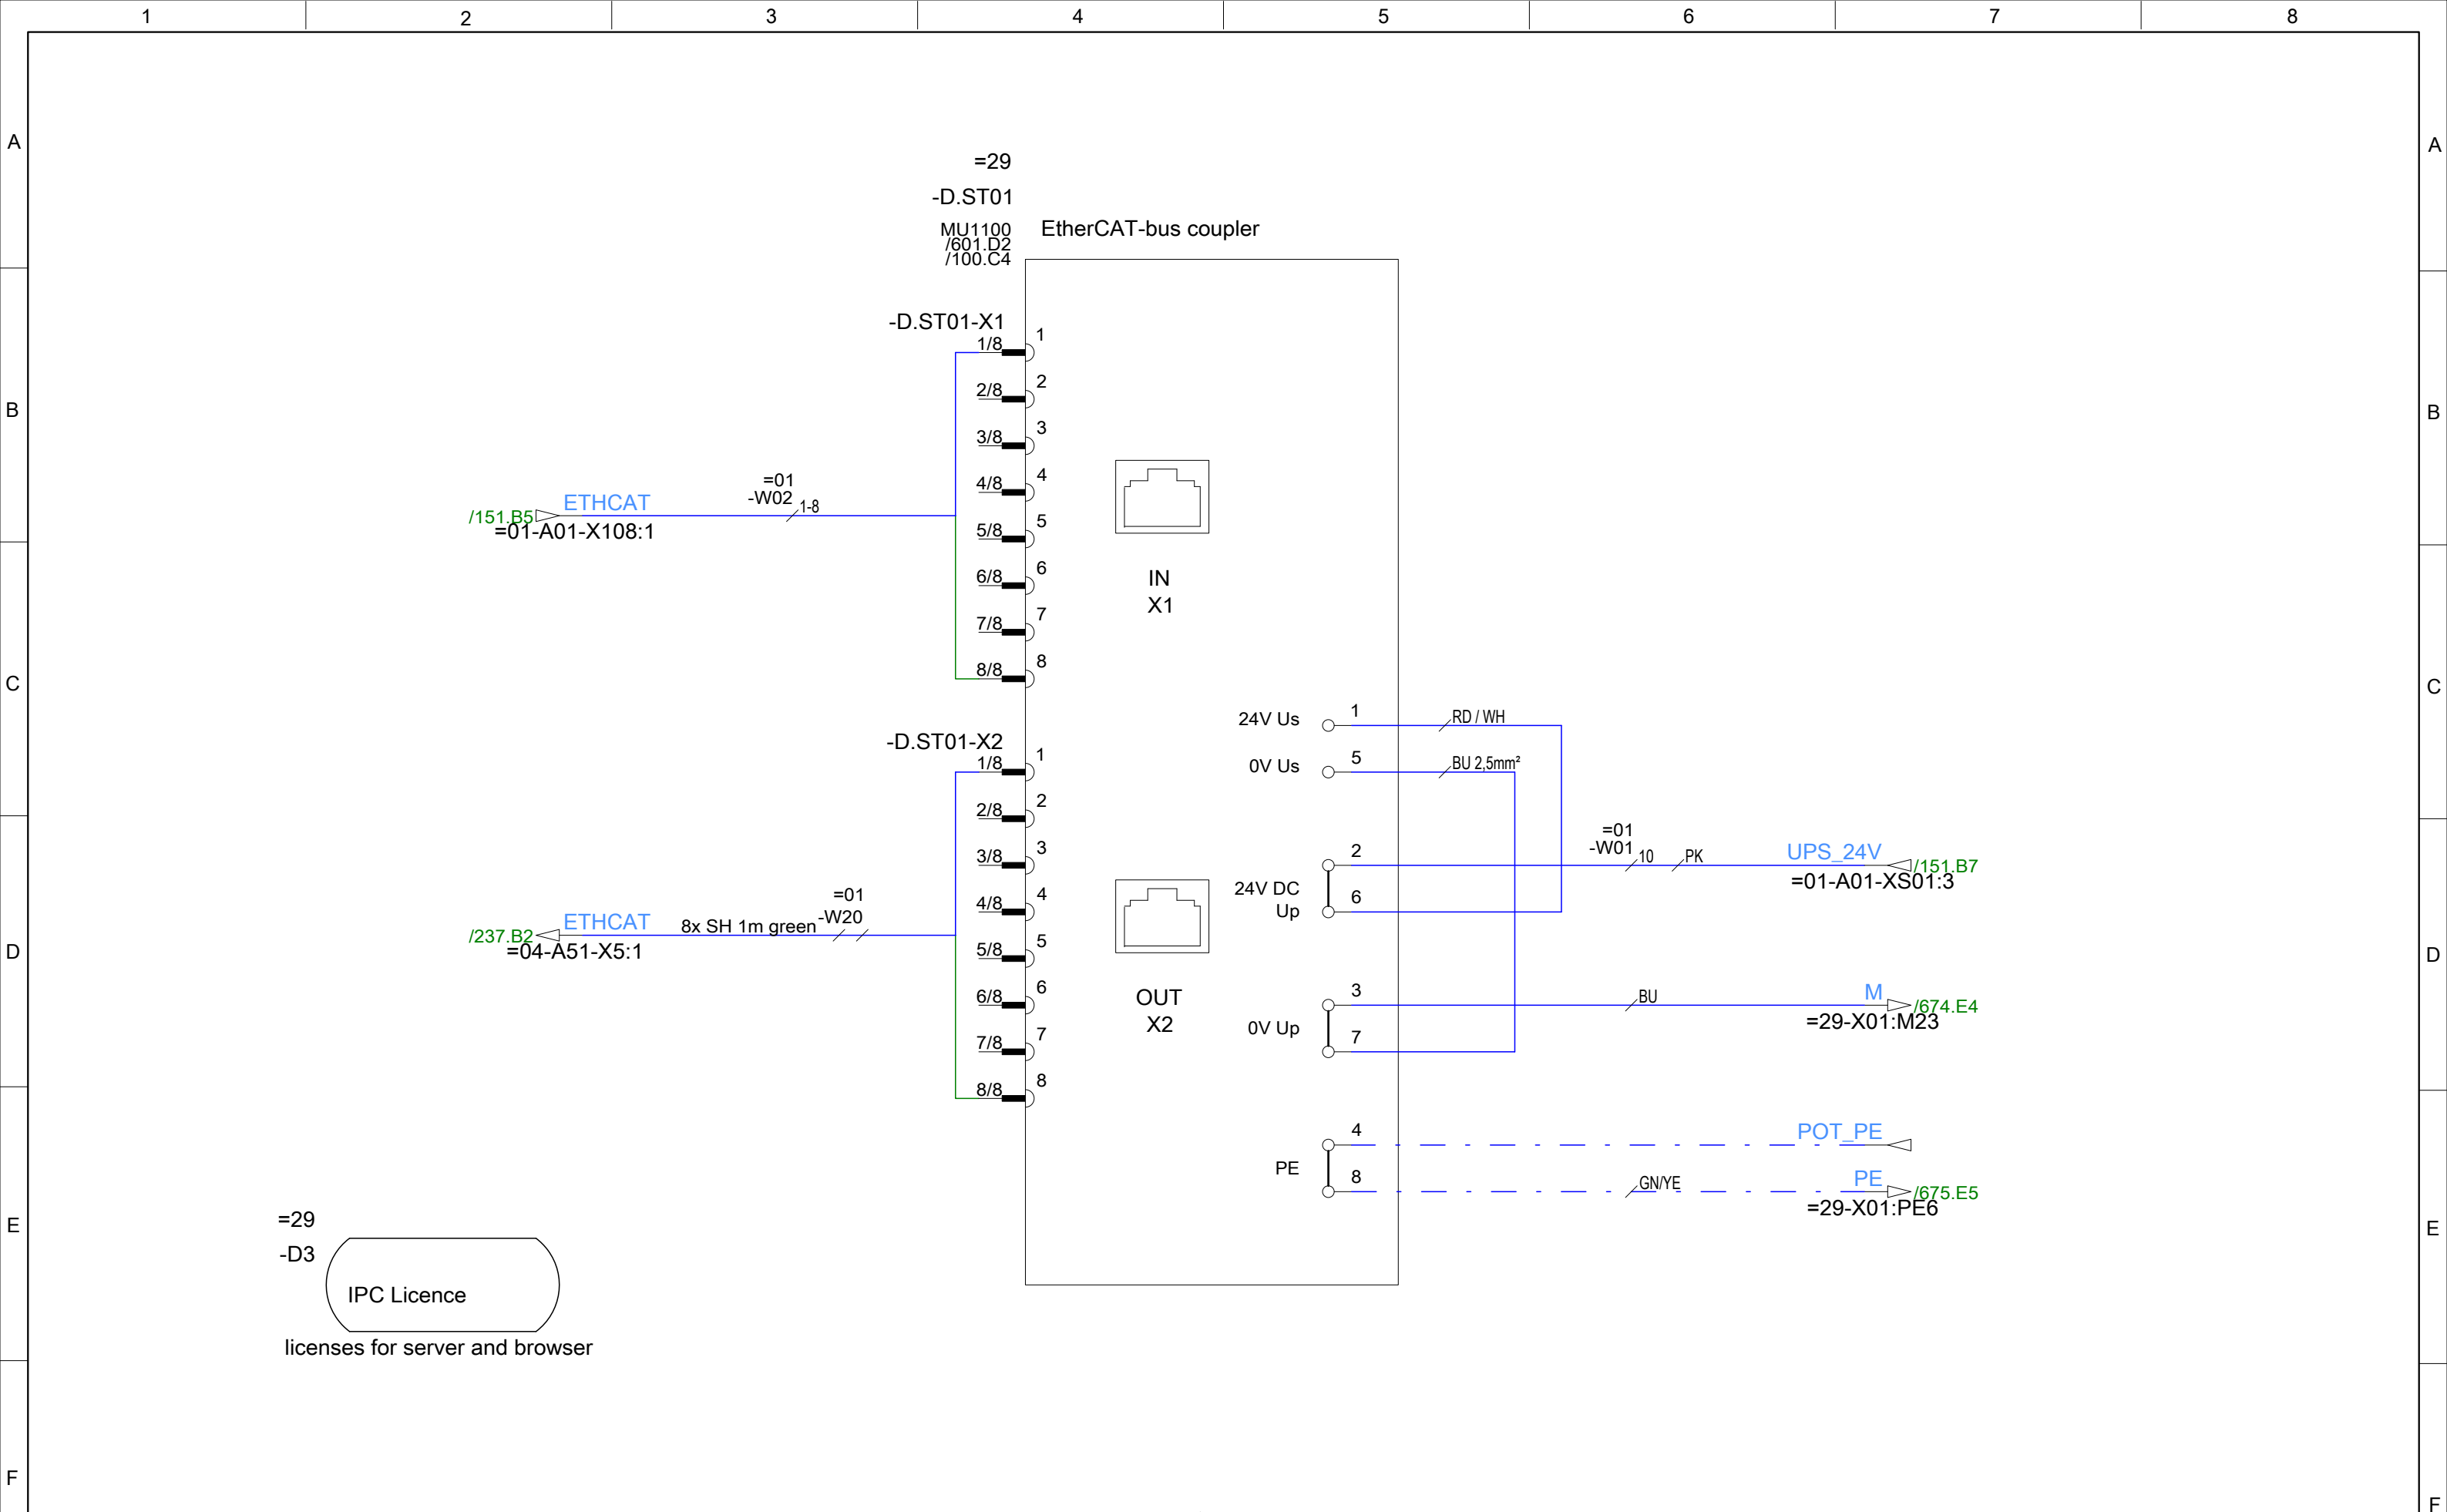 1 2 3 4 5 6 7 8
A A
=29
-D.ST01
MU1100 EtherCAT-bus coupler
/601.D2
/100.C4
-D.ST01-X1
1/8 1
2/8 2
B B
3/8 3
4/8 4
=01
-W02 1-8
ETHCAT
/151.B5
=01-A01-X108:1
5/8 5
6/8 6
IN
X1
7/8 7
8/8 8
C C
24V Us 1 RD / WH
-D.ST01-X2
1/8 1
0V Us 5 BU 2,5mm²
2/8 2
3/8 3
2
=01
-W01 10 PK
UPS_24V
/151.B7
=01-A01-XS01:3
24V DC
Up
6
4/8 4
=01
-W20
8x SH 1m green
ETHCAT
/237.B2
=04-A51-X5:1
D D
5/8 5
6/8 6
OUT
X2
3 BU M
/674.E4
=29-X01:M23
0V Up
7
7/8 7
8/8 8
4 POT_PE
PE
8 GN/YE PE
/675.E5
=29-X01:PE6
E E
=29
-D3
IPC Licence
licenses for server and browser
F F